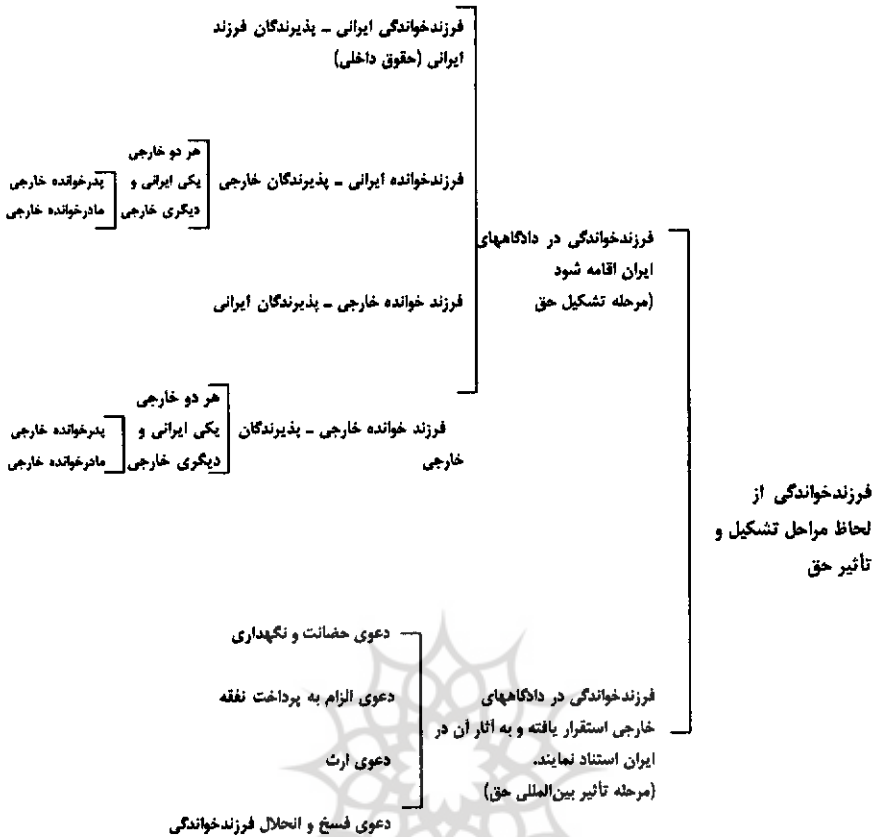 فرزندخواندگی از
لحاظ مراحل تشکیل و
تأثیر حق
فرزندخواندگی در دادگاههای
ایران اقامه شود
(مرحله تشکیل حق
فرزندخواندگی ایرانی ـ پذیرندگان فرزند
ایرانی (حقوق داخلی)
فرزندخوانده ایرانی ـ پذیرندگان خارجی
هر دو خارجی
یکی ایرانی و
دیگری خارجی
پدرخوانده خارجی
مادرخوانده خارجی
فرزند خوانده خارجی ـ پذیرندگان ایرانی
فرزند خوانده خارجی ـ پذیرندگان
خارجی
هر دو خارجی
یکی ایرانی و
دیگری خارجی
پدرخوانده خارجی
مادرخوانده خارجی
فرزندخواندگی در دادگاههای
خارجی استقرار یافته و به آثار آن در
ایران استناد نمایند.
(مرحله تأثیر بین‌المللی حق)
دعوی حضانت و نگهداری
دعوی الزام به پرداخت نفقه
دعوی ارث
دعوی فسخ و انحلال فرزندخواندگی